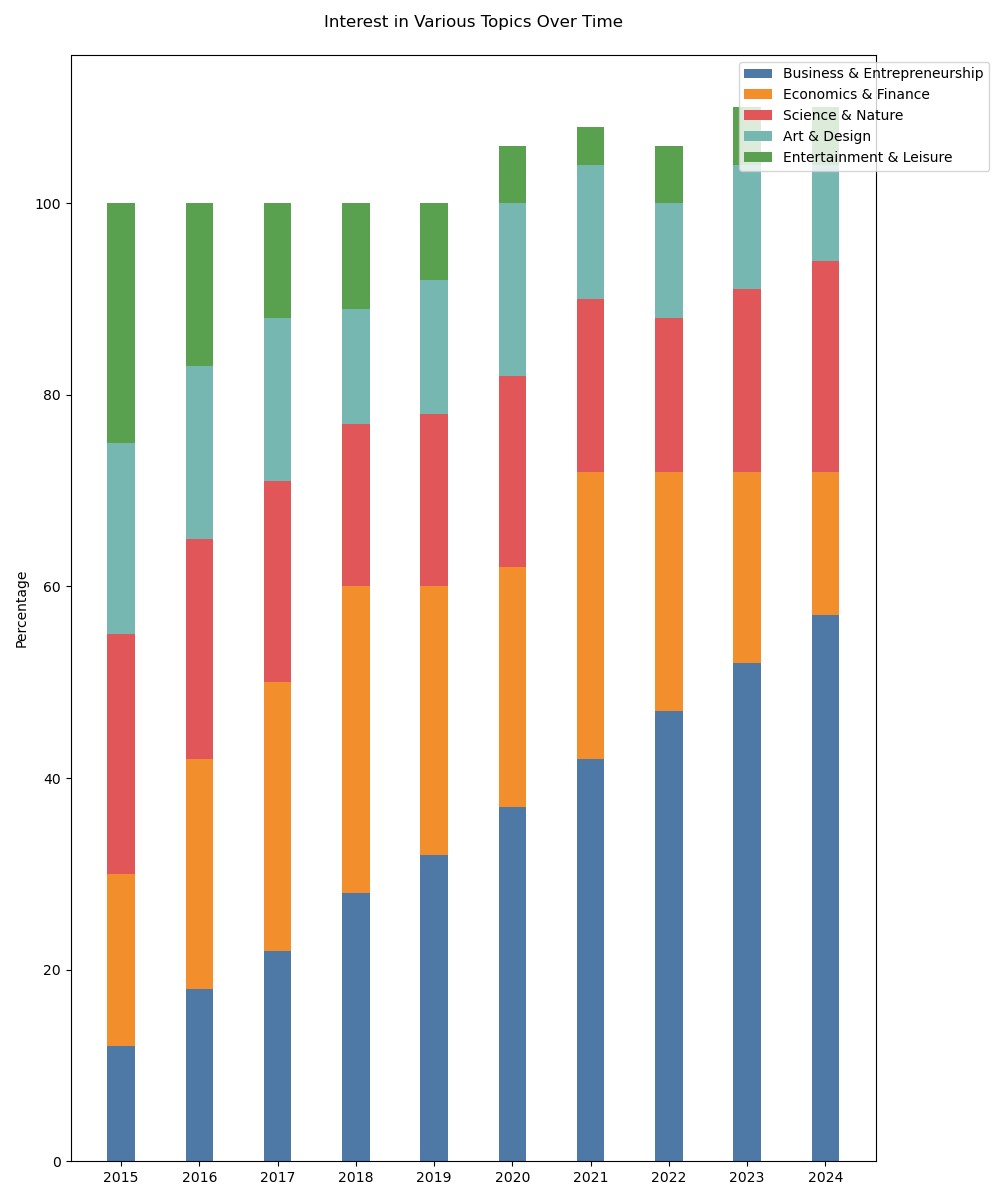 Interest in Various Topics Over Time
Business & Entrepreneurship
Economics & Finance
Science & Nature
Art & Design
Entertainment & Leisure
Percentage
100
80
60
40
20
0
2015 2016 2017 2018 2019 2020 2021 2022 2023 2024